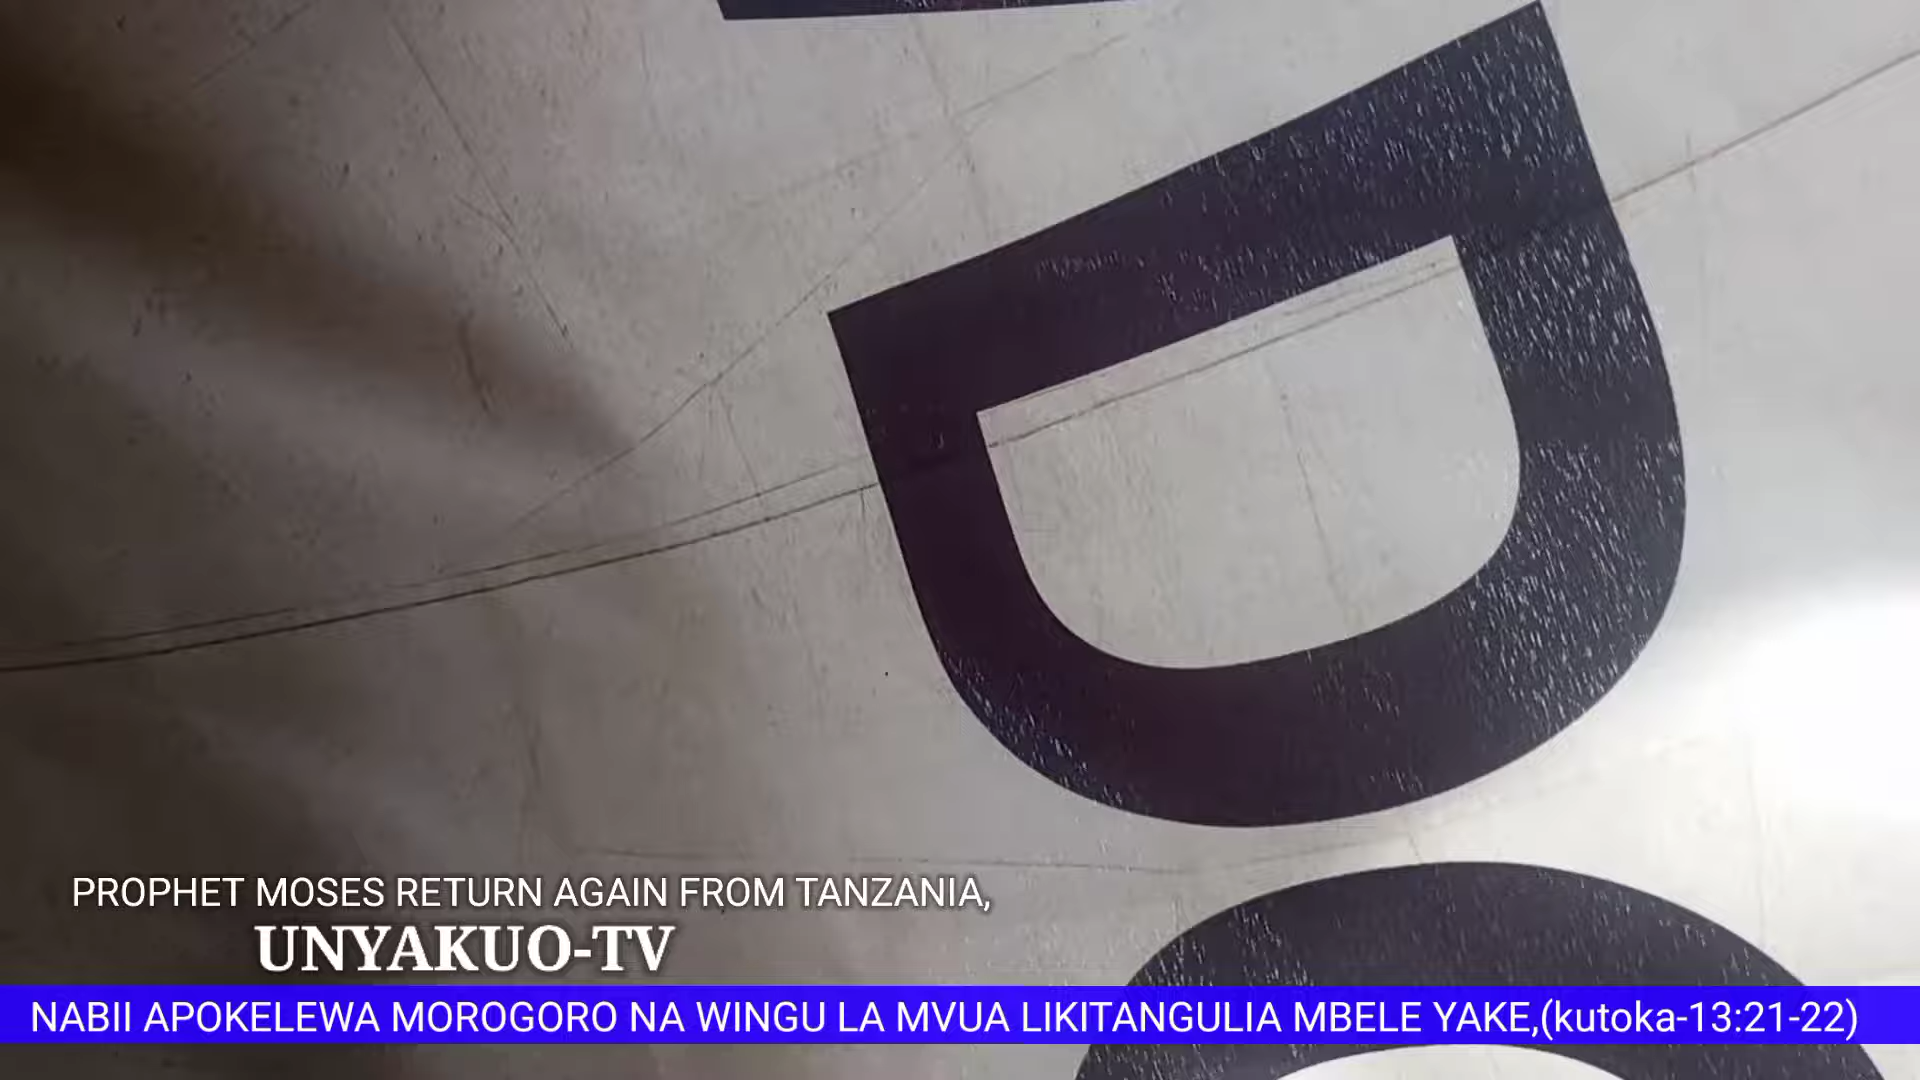 D
PROPHET MOSES RETURN AGAIN FROM TANZANIA,
UNYAKUO-TV
NABII APOKELEWA MOROGORO NA WINGU LA MVUA LIKITANGULIA MBELE YAKE,(kutoka-13:21-22)